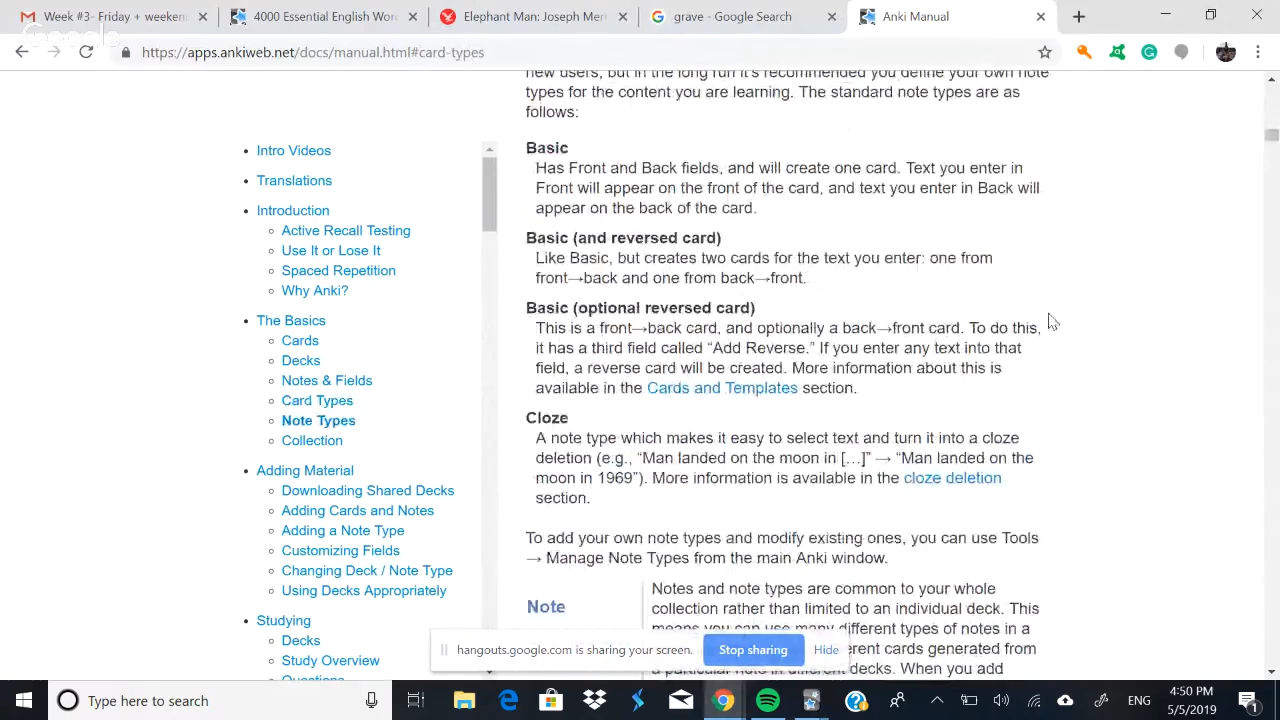 Week #3- Friday + weeken
4000 Essential English Wor
Elephant Man: Joseph Mer
grave - Google Search
Anki Manual
Google
https://apps.ankiweb.net/docs/manual.html#card-types
new users, but in the long run it's recommended you define your own note
types for the content you are learning. The standard note types are as
follows:
Intro Videos
Translations
Introduction
Active Recall Testing
Use It or Lose It
Spaced Repetition
Why Anki?
The Basics
Cards
Decks
Notes & Fields
Card Types
Note Types
Collection
Adding Material
Downloading Shared Decks
Adding Cards and Notes
Adding a Note Type
Customizing Fields
Changing Deck / Note Type
Using Decks Appropriately
Studying
Decks
Study Overview
Questions
Basic
Has Front and Back fields, and will create one card. Text you enter in
Front will appear on the front of the card, and text you enter in Back will
appear on the back of the card.
Basic (and reversed card)
Like Basic, but creates two cards for the text you enter: one from
front→back and one from back→front.
Basic (optional reversed card)
This is a front→back card, and optionally a back→front card. To do this,
it has a third field called “Add Reverse.” If you enter any text into that
field, a reverse card will be created. More information about this is
available in the Cards and Templates section.
Cloze
A note type which makes it easy to select text and turn it into a cloze
deletion (e.g., “Man landed on the moon in […]” → “Man landed on the
moon in 1969”). More information is available in the cloze deletion
section.
To add your own note types and modify existing ones, you can use Tools
→ Manage Note Types from the main Anki window.
Note
Notes and note types are common to your whole
collection rather than limited to an individual deck. This
means you can use many different types of notes in a
erent cards generated from
a particular note in different decks. When you add
hangouts.google.com is sharing your screen.
Stop sharing
Hide
Type here to search
ENG
4:50 PM
5/5/2019
1